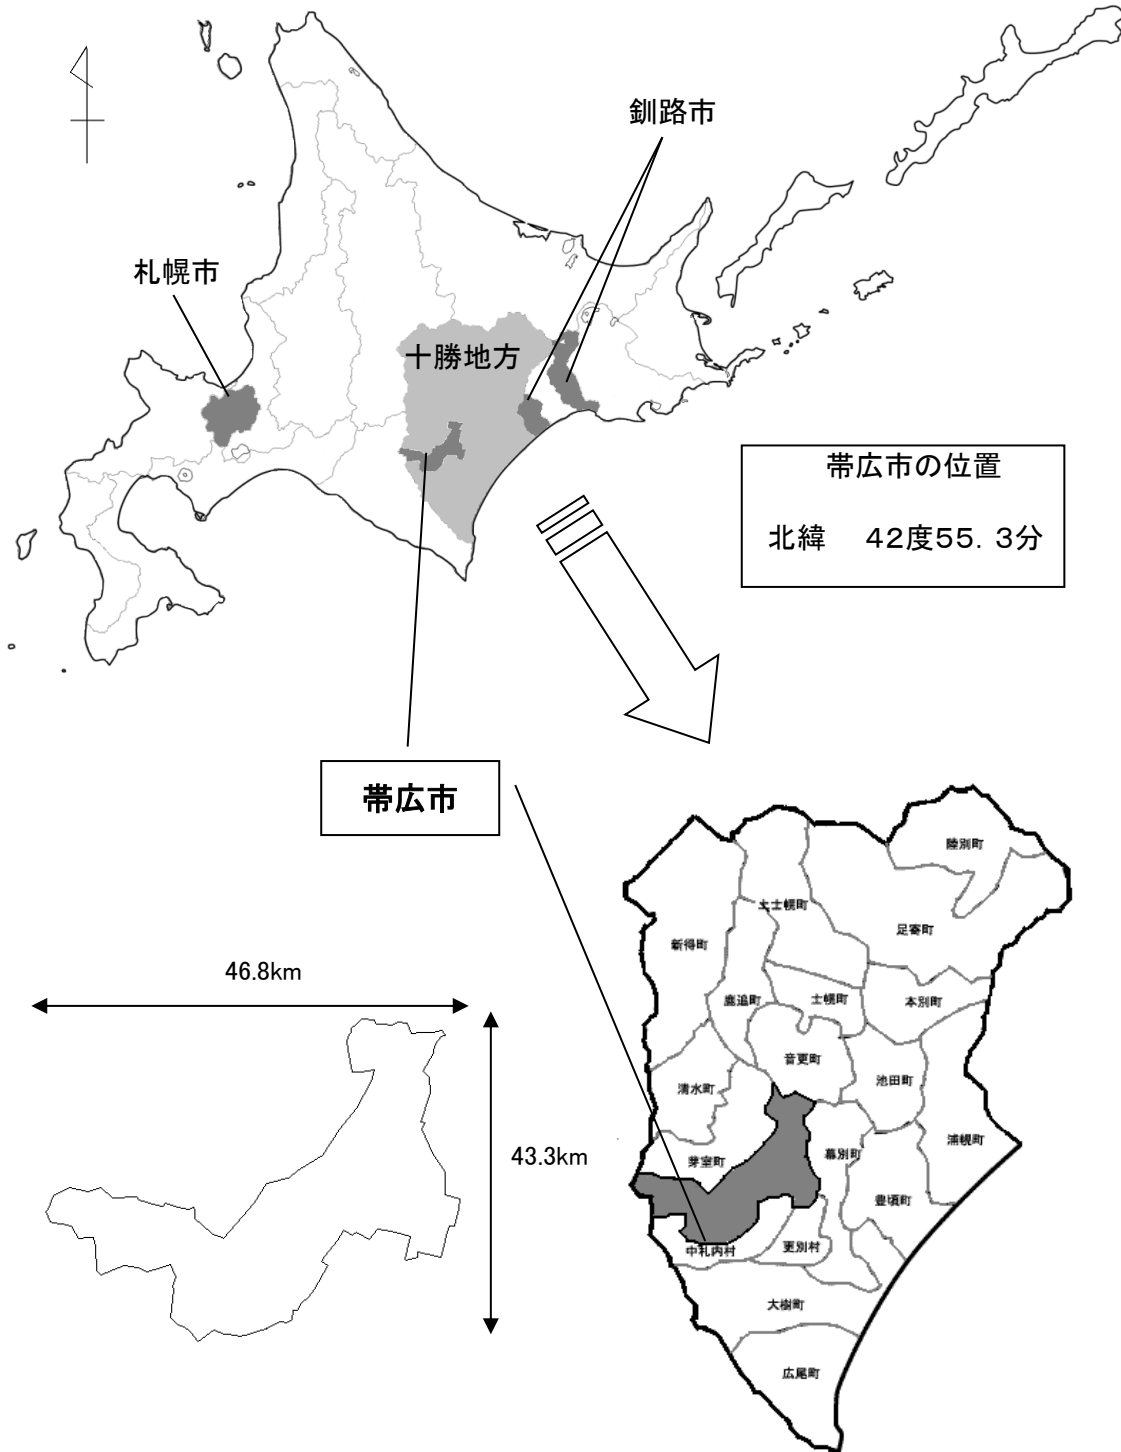 釧路市
札幌市
十勝地方
帯広市の位置
北緯　42度55．3分
帯広市
陸別町
上士幌町
足寄町
新得町
鹿追町
士幌町
本別町
音更町
池田町
清水町
浦幌町
芽室町
幕別町
豊頃町
中札内村
更別村
大樹町
広尾町
46.8km
43.3km